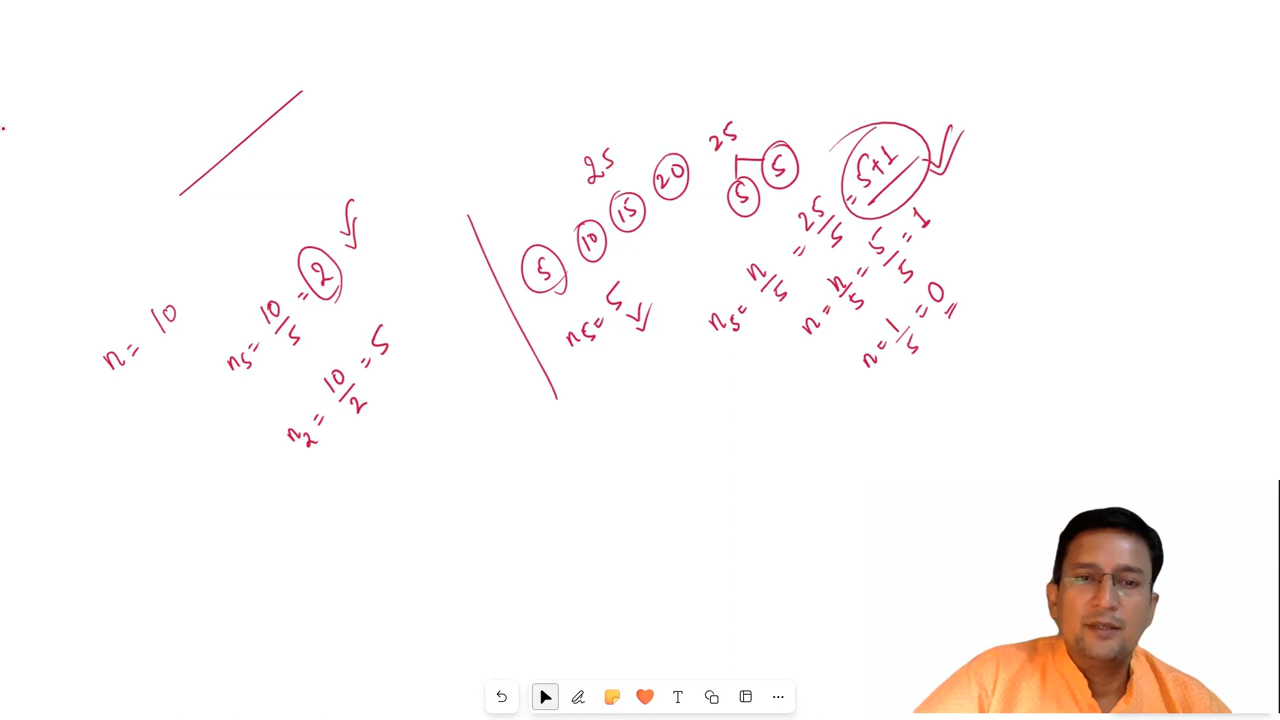 n = 10
n5 = 10/5 = 2
n2 = 10/2 = 5
25
5 10 15 20
25
5 5
n5 = 5
n5 = n/5 = 25/5 = 5+1
n = n/5 = 5/5 = 1
n = 1/5 = 0
T